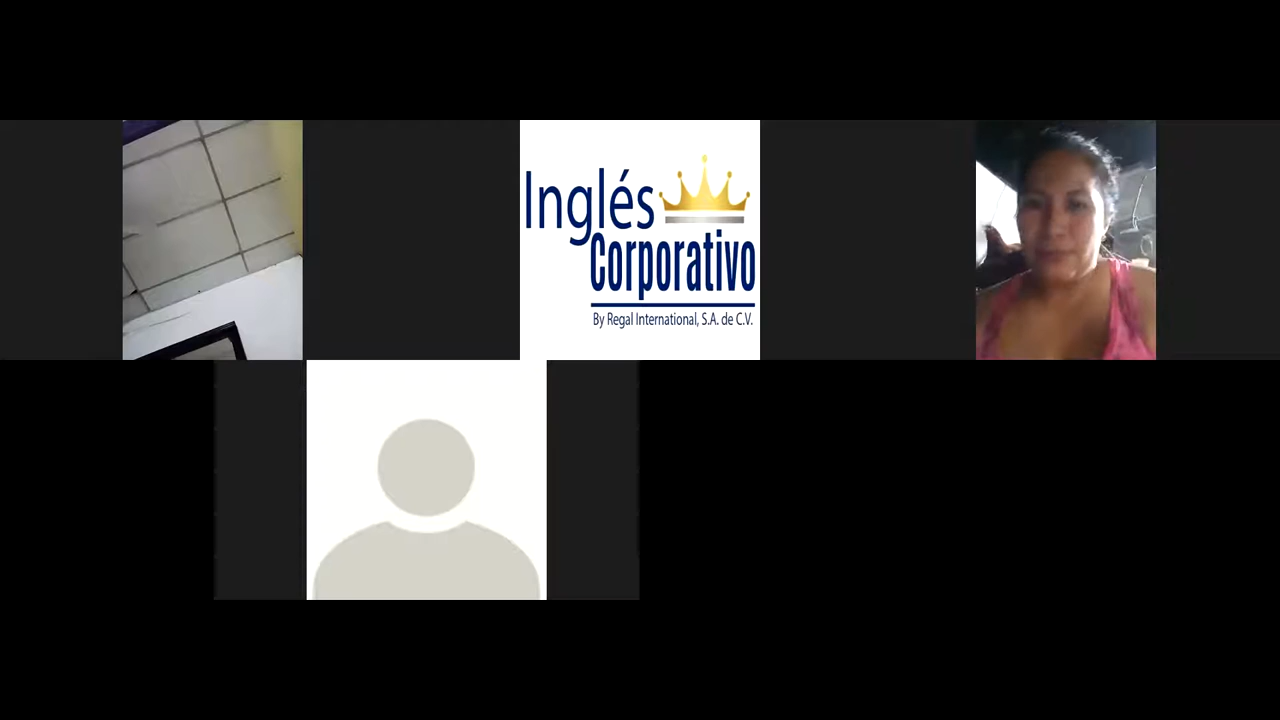 Inglés
Corporativo
By Regal International, S.A. de C.V.